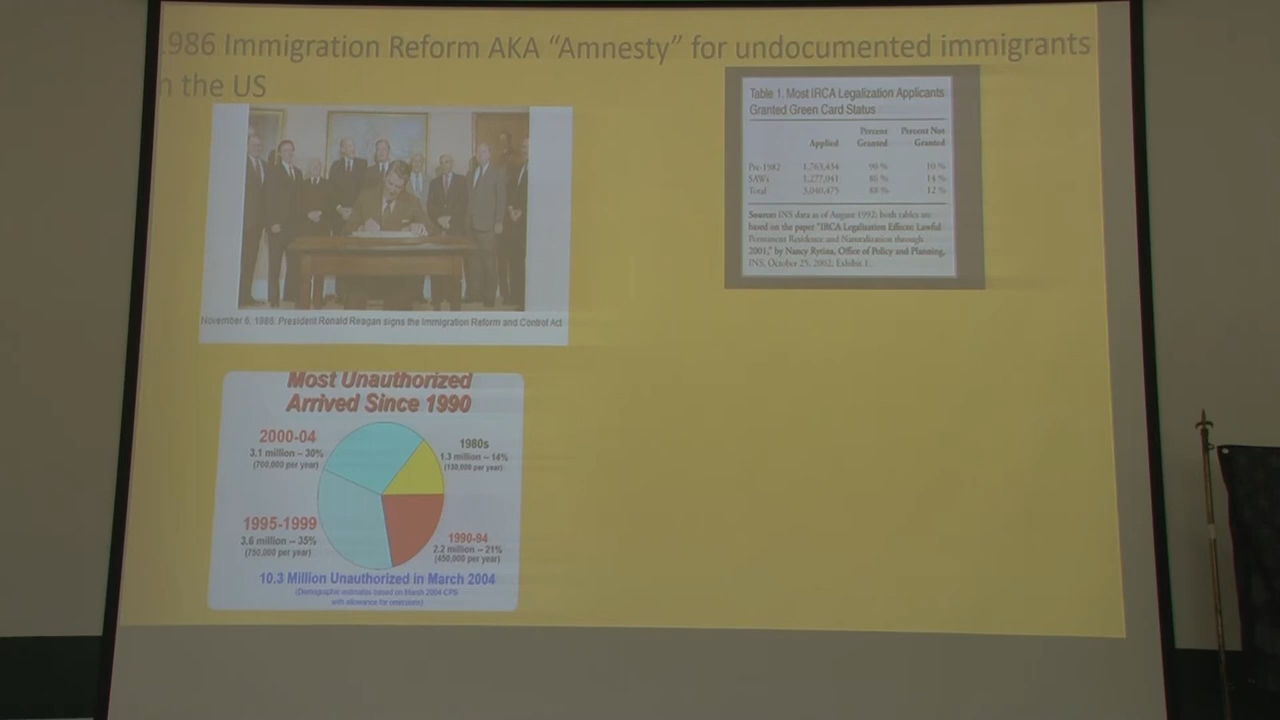 986 Immigration Reform AKA “Amnesty” for undocumented immigrants
n the US
November 6, 1986: President Ronald Reagan signs the Immigration Reform and Control Act.
Table 1. Most IRCA Legalization Applicants
Granted Green Card Status
Applied Percent Granted Percent Not Granted
Pre-1982 1,763,434 90 % 10 %
SAWs 1,277,041 86 % 14 %
Total 3,040,475 88 % 12 %
Source: INS data as of August 1992; both tables are
based on the paper "IRCA Legalization Effects: Lawful
Permanent Residence and Naturalization through
2001," by Nancy Rytina, Office of Policy and Planning,
INS, October 25, 2002, Exhibit 1.
Most Unauthorized
Arrived Since 1990
2000-04
3.1 million – 30%
(700,000 per year)
1980s
1.3 million – 14%
(130,000 per year)
1995-1999
3.6 million – 35%
(750,000 per year)
1990-94
2.2 million – 21%
(450,000 per year)
10.3 Million Unauthorized in March 2004
(Demographic estimates based on March 2004 CPS
with allowance for omissions)